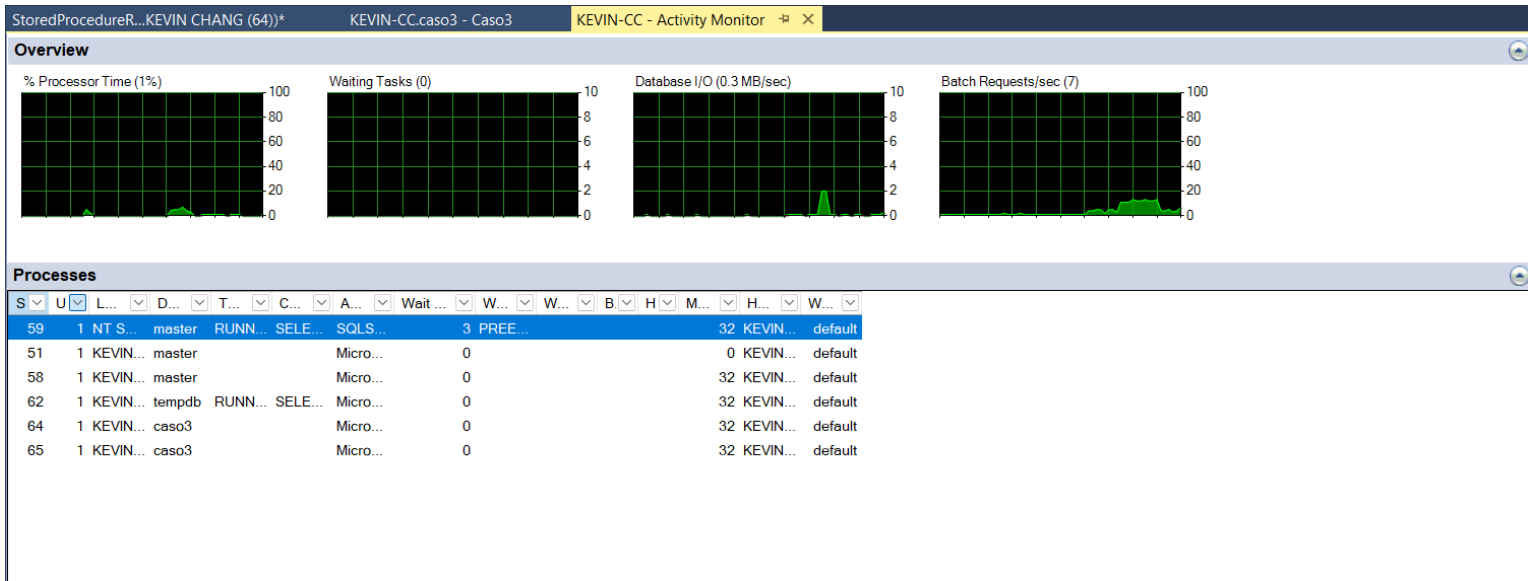 StoredProcedureR...KEVIN CHANG (64))* KEVIN-CC.caso3 - Caso3 KEVIN-CC - Activity Monitor
Overview
% Processor Time (1%) Waiting Tasks (0) Database I/O (0.3 MB/sec) Batch Requests/sec (7)
100 10 10 100
80 8 8 80
60 6 6 60
40 4 4 40
20 2 2 20
0 0 0 0
Processes
S U L... D... T... C... A... Wait ... W... W... B. H M... H... W...
59 1 NT S... master RUNN... SELE... SQLS... 3 PREE... 32 KEVIN... default
51 1 KEVIN... master Micro... 0 0 KEVIN... default
58 1 KEVIN... master Micro... 0 32 KEVIN... default
62 1 KEVIN... tempdb RUNN... SELE... Micro... 0 32 KEVIN... default
64 1 KEVIN... caso3 Micro... 0 32 KEVIN... default
65 1 KEVIN... caso3 Micro... 0 32 KEVIN... default